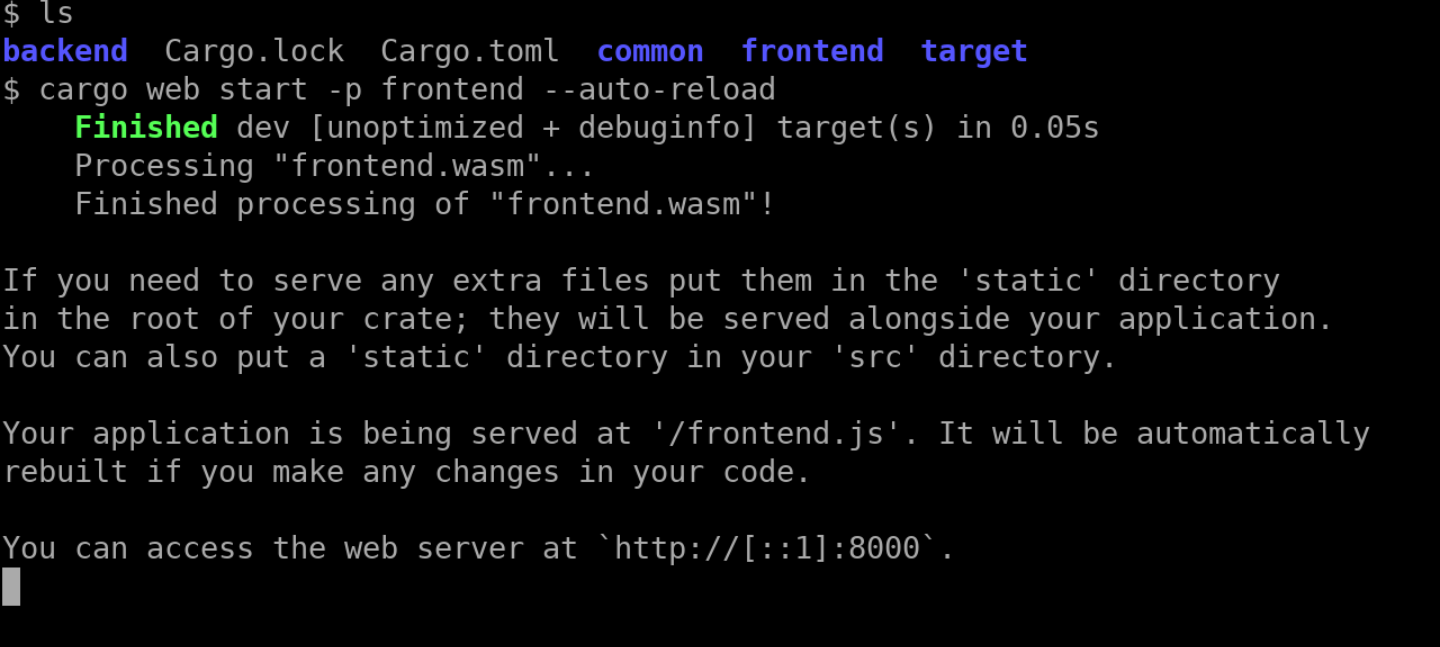 $ ls
backend  Cargo.lock  Cargo.toml  common  frontend  target
$ cargo web start -p frontend --auto-reload
    Finished dev [unoptimized + debuginfo] target(s) in 0.05s
    Processing "frontend.wasm"...
    Finished processing of "frontend.wasm"!

If you need to serve any extra files put them in the 'static' directory
in the root of your crate; they will be served alongside your application.
You can also put a 'static' directory in your 'src' directory.

Your application is being served at '/frontend.js'. It will be automatically
rebuilt if you make any changes in your code.

You can access the web server at `http://[::1]:8000`.